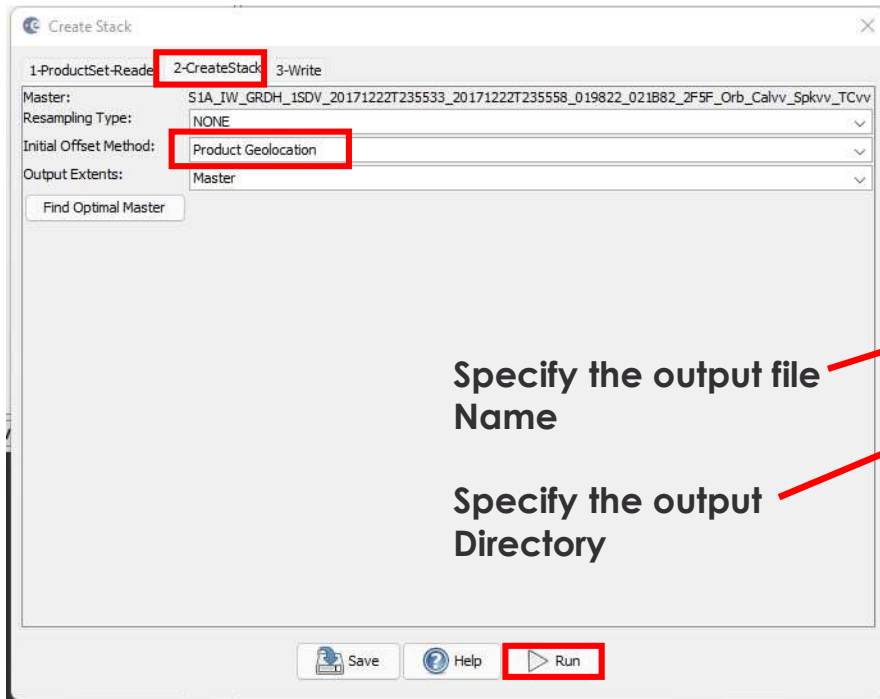 Create Stack
1-ProductSet-Reade 2-CreateStack 3-Write
Master: S1A_IW_GRDH_1SDV_20171222T235533_20171222T235558_019822_021B82_2F5F_Orb_Calvv_Spkvv_TCvv
Resampling Type: NONE
Initial Offset Method: Product Geolocation
Output Extents: Master
Find Optimal Master
Specify the output file
Name
Specify the output
Directory
Save Help Run